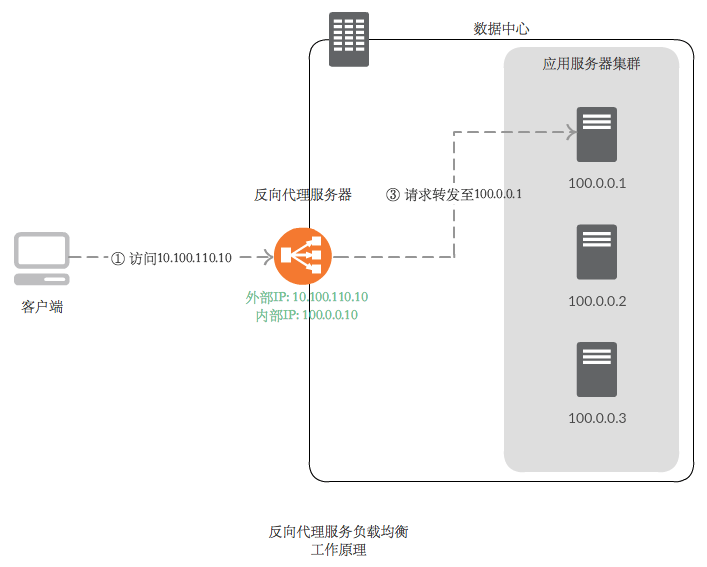 数据中心
应用服务器集群
100.0.0.1
反向代理服务器
③ 请求转发至100.0.0.1
① 访问10.100.110.10
外部IP: 10.100.110.10
内部IP: 100.0.0.10
客户端
100.0.0.2
100.0.0.3
反向代理服务负载均衡
工作原理